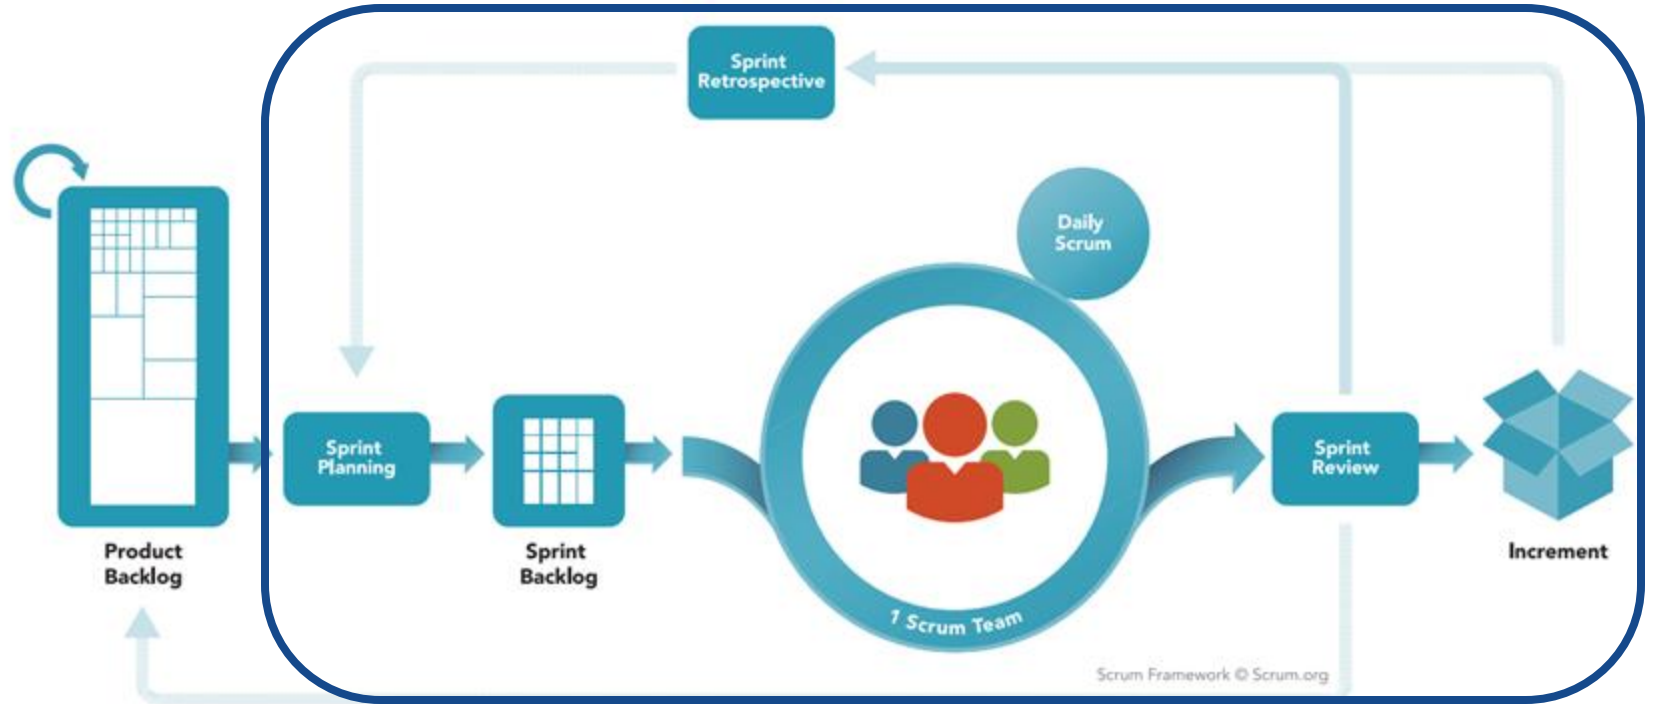 Sprint
Retrospective
Daily
Scrum
Sprint
Planning
Sprint
Review
Product
Backlog
Sprint
Backlog
1 Scrum Team
Increment
Scrum Framework © Scrum.org